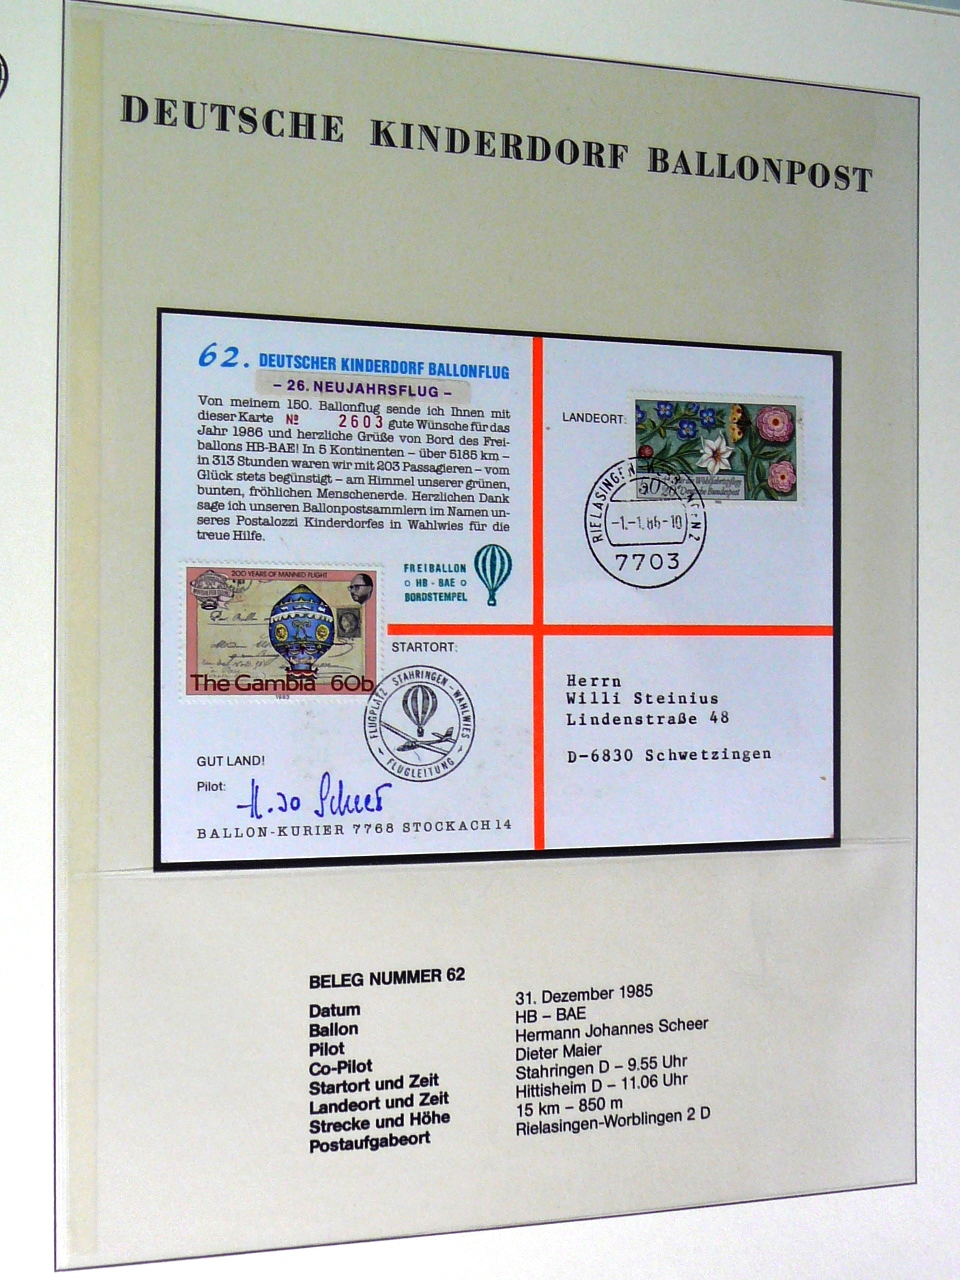 DEUTSCHE KINDERDORF BALLONPOST
62. DEUTSCHER KINDERDORF BALLONFLUG
– 26. NEUJAHRSFLUG –
Von meinem 150. Ballonflug sende ich Ihnen mit
dieser Karte Nº 2603 gute Wünsche für das
Jahr 1986 und herzliche Grüße von Bord des Frei-
ballons HB-BAE! In 5 Kontinenten – über 5185 km –
in 313 Stunden waren wir mit 203 Passagieren – vom
Glück stets begünstigt – am Himmel unserer grünen,
bunten, fröhlichen Menschenerde. Herzlichen Dank
sage ich unseren Ballonpostsammlern im Namen un-
seres Postalozzi Kinderdorfes in Wahlwies für die
treue Hilfe.
FREIBALLON
HB - BAE
BORDSTEMPEL
200 YEARS OF MANNED FLIGHT
The Gambia 60b
1983
STARTORT:
FLUGPLATZ STAHRINGEN - WAHLWIES
- FLUGLEITUNG -
GUT LAND!
Pilot:
H. Jo Scheer
BALLON-KURIER 7768 STOCKACH 14
LANDEORT:
Deutsche Bundespost
-1.-1.86-10
7703
Herrn
Willi Steinius
Lindenstraße 48
D-6830 Schwetzingen
BELEG NUMMER 62
Datum 31. Dezember 1985
Ballon HB – BAE
Pilot Hermann Johannes Scheer
Co-Pilot Dieter Maier
Startort und Zeit Stahringen D – 9.55 Uhr
Landeort und Zeit Hittisheim D – 11.06 Uhr
Strecke und Höhe 15 km – 850 m
Postaufgabeort Rielasingen-Worblingen 2 D